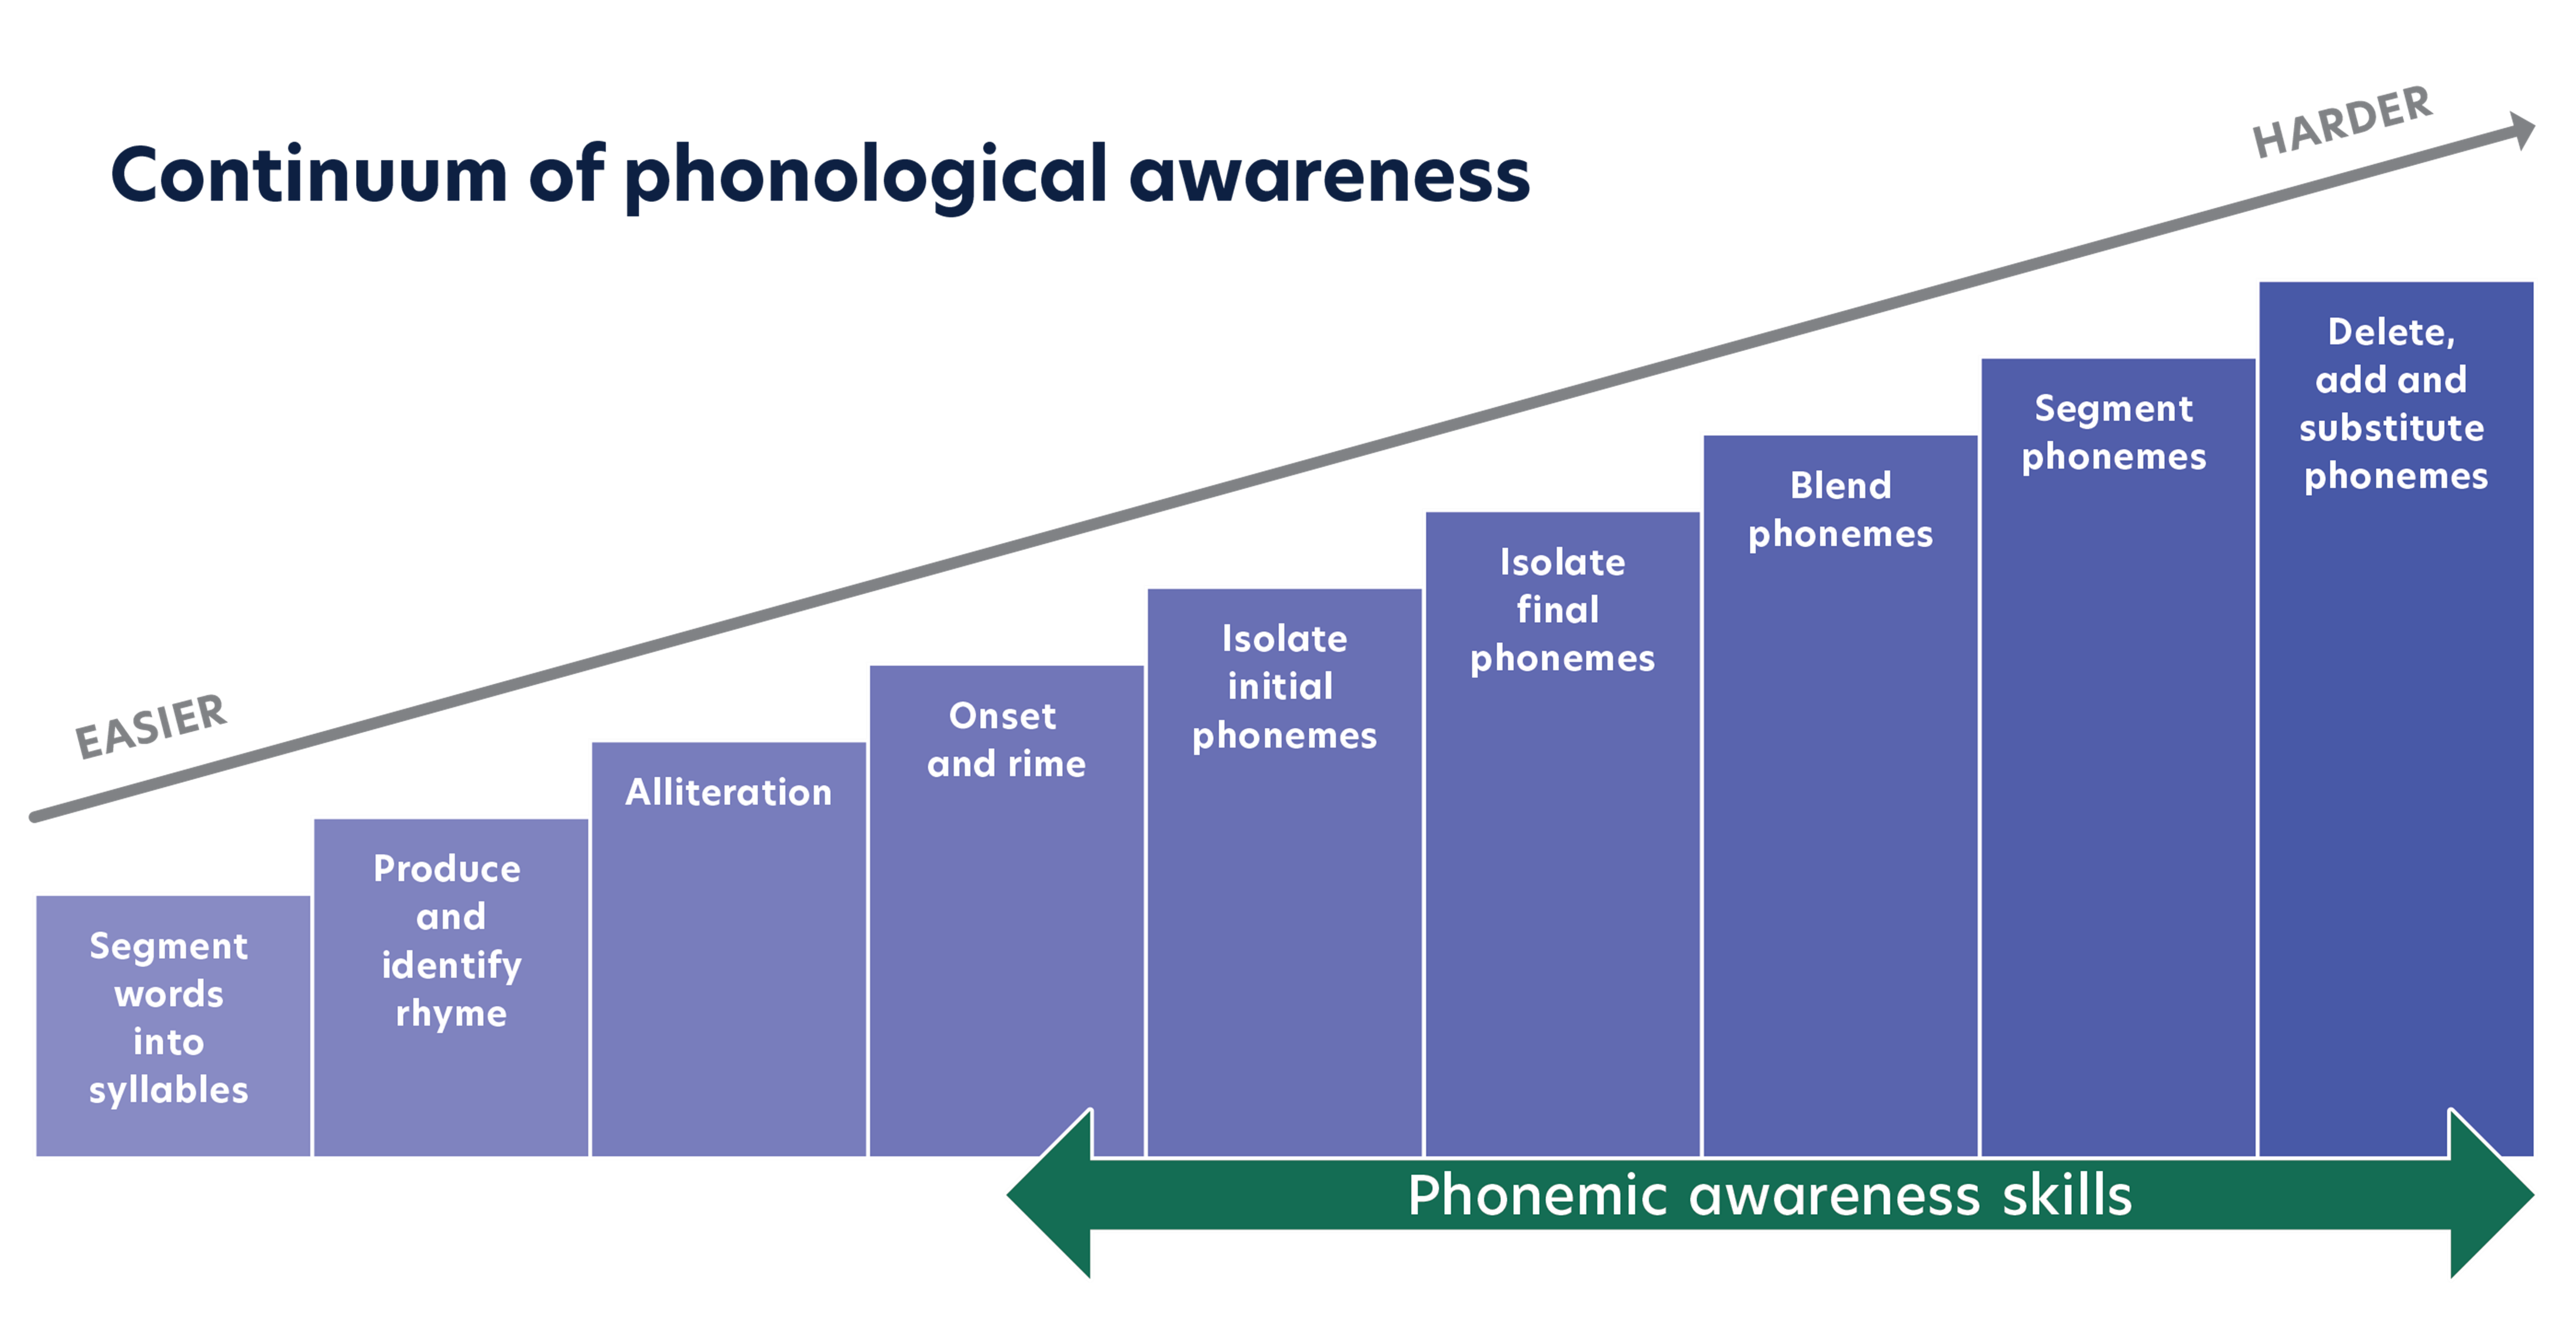 Continuum of phonological awareness
EASIER
HARDER
Segment
words
into
syllables
Produce
and
identify
rhyme
Alliteration
Onset
and rime
Isolate
initial
phonemes
Isolate
final
phonemes
Blend
phonemes
Segment
phonemes
Delete,
add and
substitute
phonemes
Phonemic awareness skills